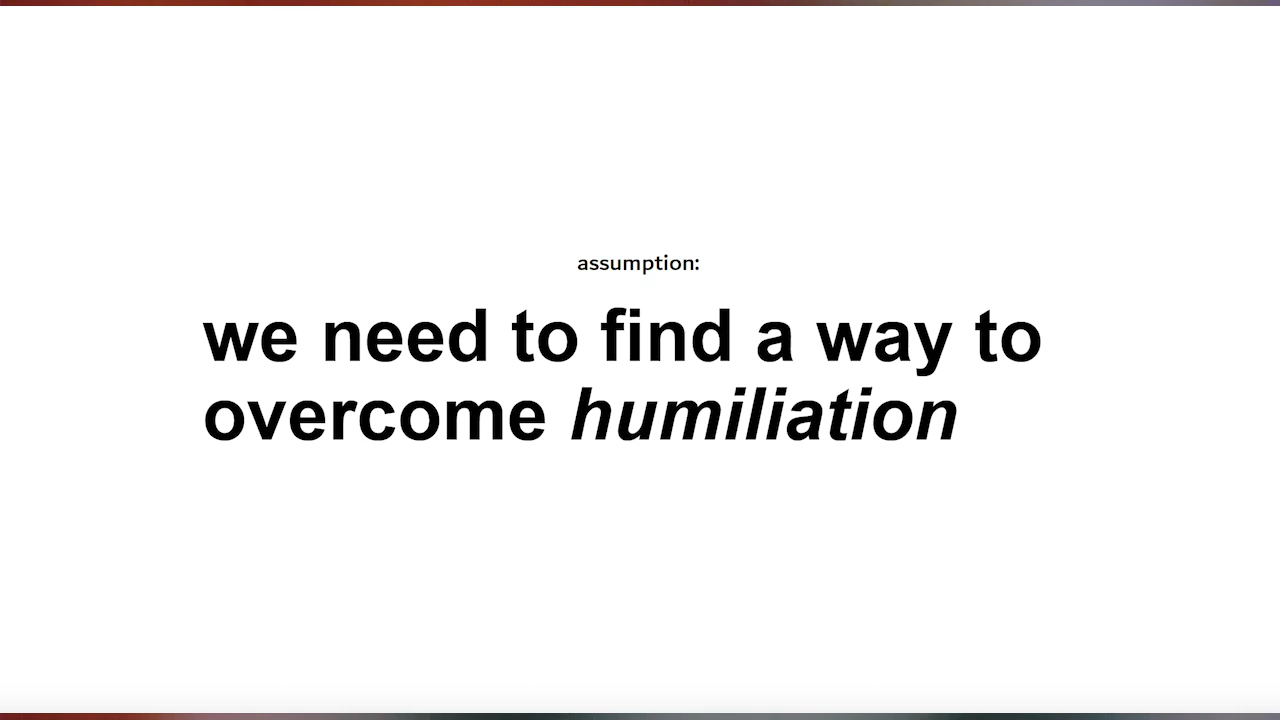 assumption:
we need to find a way to
overcome humiliation